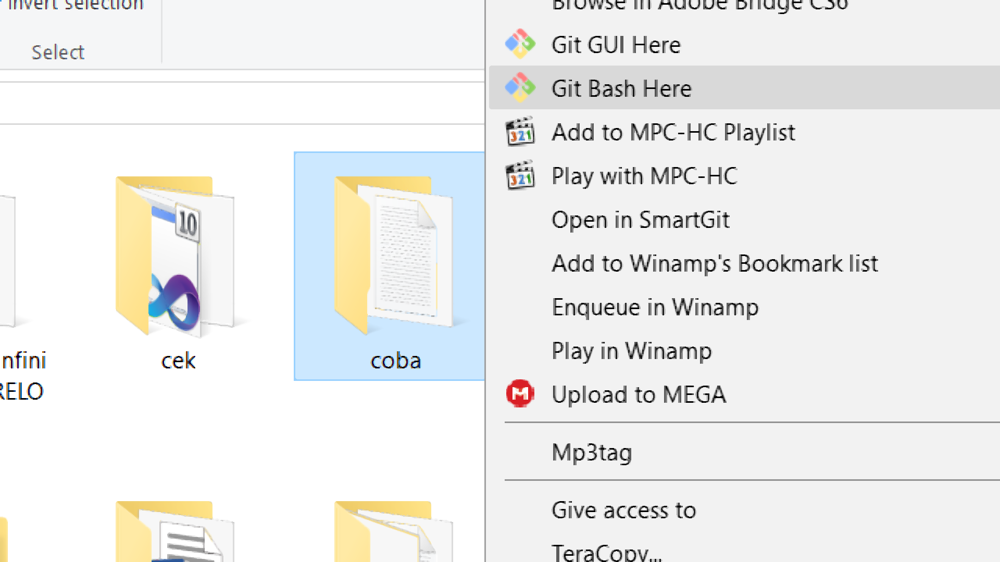 Invert selection
Select
nfini
RELO
cek
coba
Browse in Adobe Bridge CS6
Git GUI Here
Git Bash Here
Add to MPC-HC Playlist
Play with MPC-HC
Open in SmartGit
Add to Winamp's Bookmark list
Enqueue in Winamp
Play in Winamp
Upload to MEGA
Mp3tag
Give access to
TeraCopy...